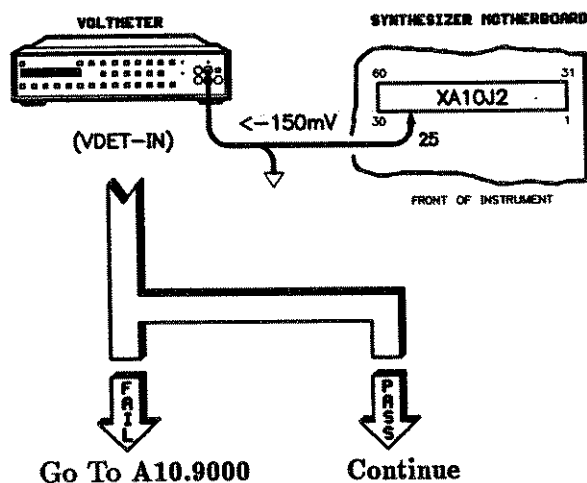 VOLTMETER
SYNTHESIZER MOTHERBOARD
60 31
XA10J2
30 1
<-150mV
25
(VDET-IN)
FRONT OF INSTRUMENT
FAIL
PASS
Go To A10.9000
Continue